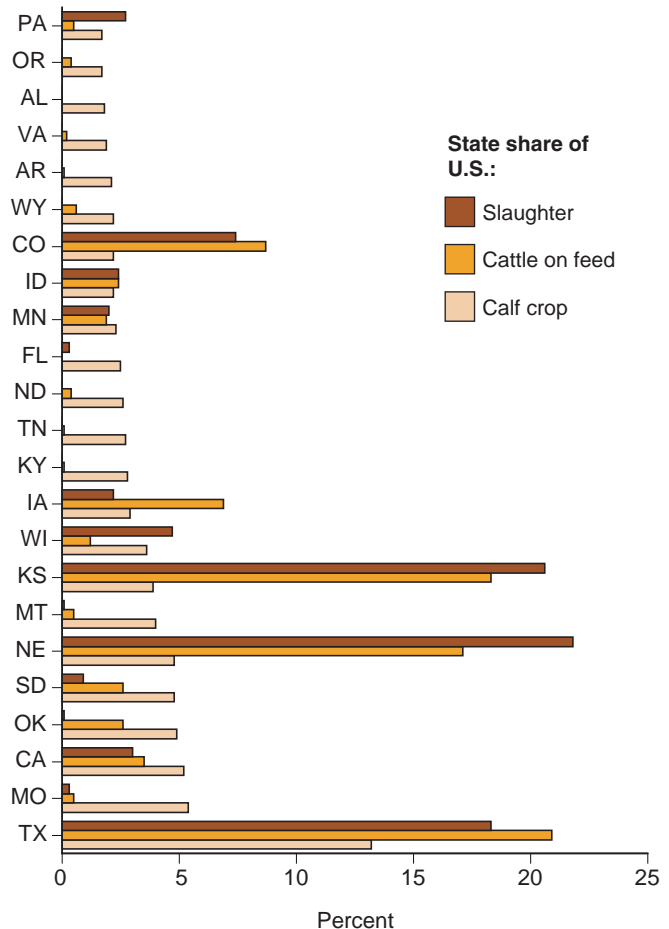 PA
OR
AL
VA
AR
WY
CO
ID
MN
FL
ND
TN
KY
IA
WI
KS
MT
NE
SD
OK
CA
MO
TX
State share of
U.S.:
Slaughter
Cattle on feed
Calf crop
0 5 10 15 20 25
Percent